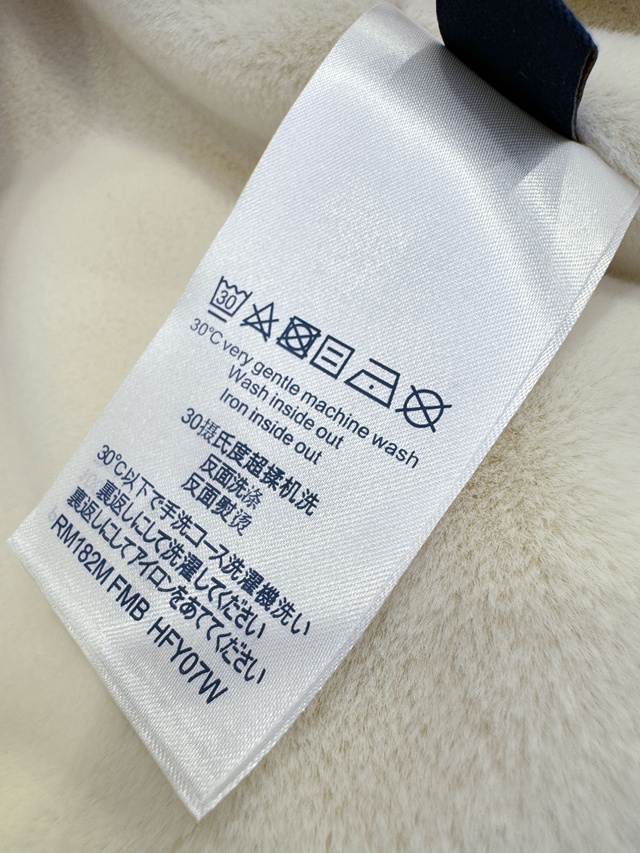 30
30°C very gentle machine wash
Wash inside out
Iron inside out
30摄氏度超揉机洗
反面洗涤
反面熨烫
30°C以下で手洗コース洗濯機洗い
裏返しにして洗濯してください
裏返しにしてアイロンをあててください
RM182M FMB HFY07W